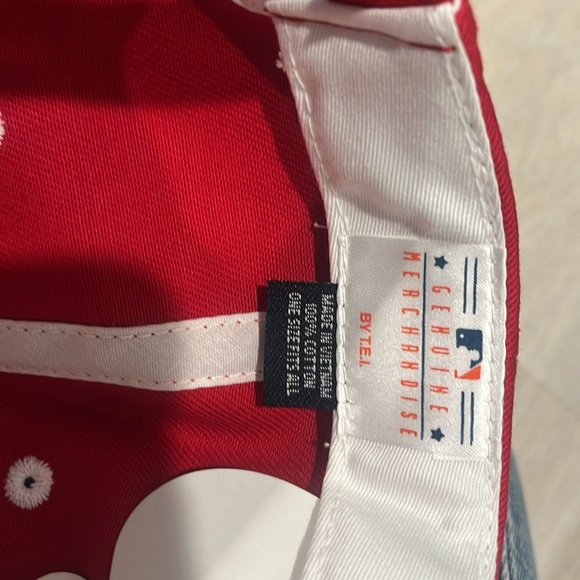 GENUINE
MERCHANDISE
BY T.E.I.
MADE IN VIETNAM
100% COTTON
ONE SIZE FITS ALL